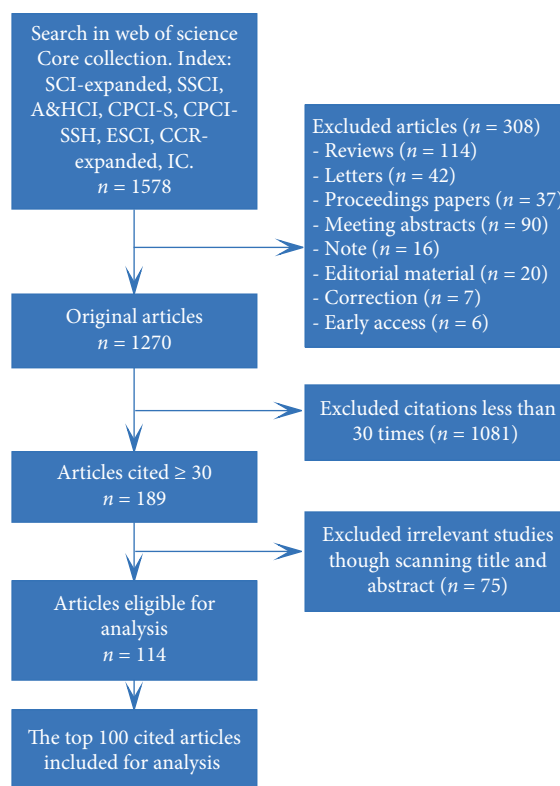 Search in web of science
Core collection. Index:
SCI-expanded, SSCI,
A&HCI, CPCI-S, CPCI-
SSH, ESCI, CCR-
expanded, IC.
n = 1578
Excluded articles (n = 308)
- Reviews (n = 114)
- Letters (n = 42)
- Proceedings papers (n = 37)
- Meeting abstracts (n = 90)
- Note (n = 16)
- Editorial material (n = 20)
- Correction (n = 7)
- Early access (n = 6)
Original articles
n = 1270
Excluded citations less than
30 times (n = 1081)
Articles cited ≥ 30
n = 189
Excluded irrelevant studies
though scanning title and
abstract (n = 75)
Articles eligible for
analysis
n = 114
The top 100 cited articles
included for analysis